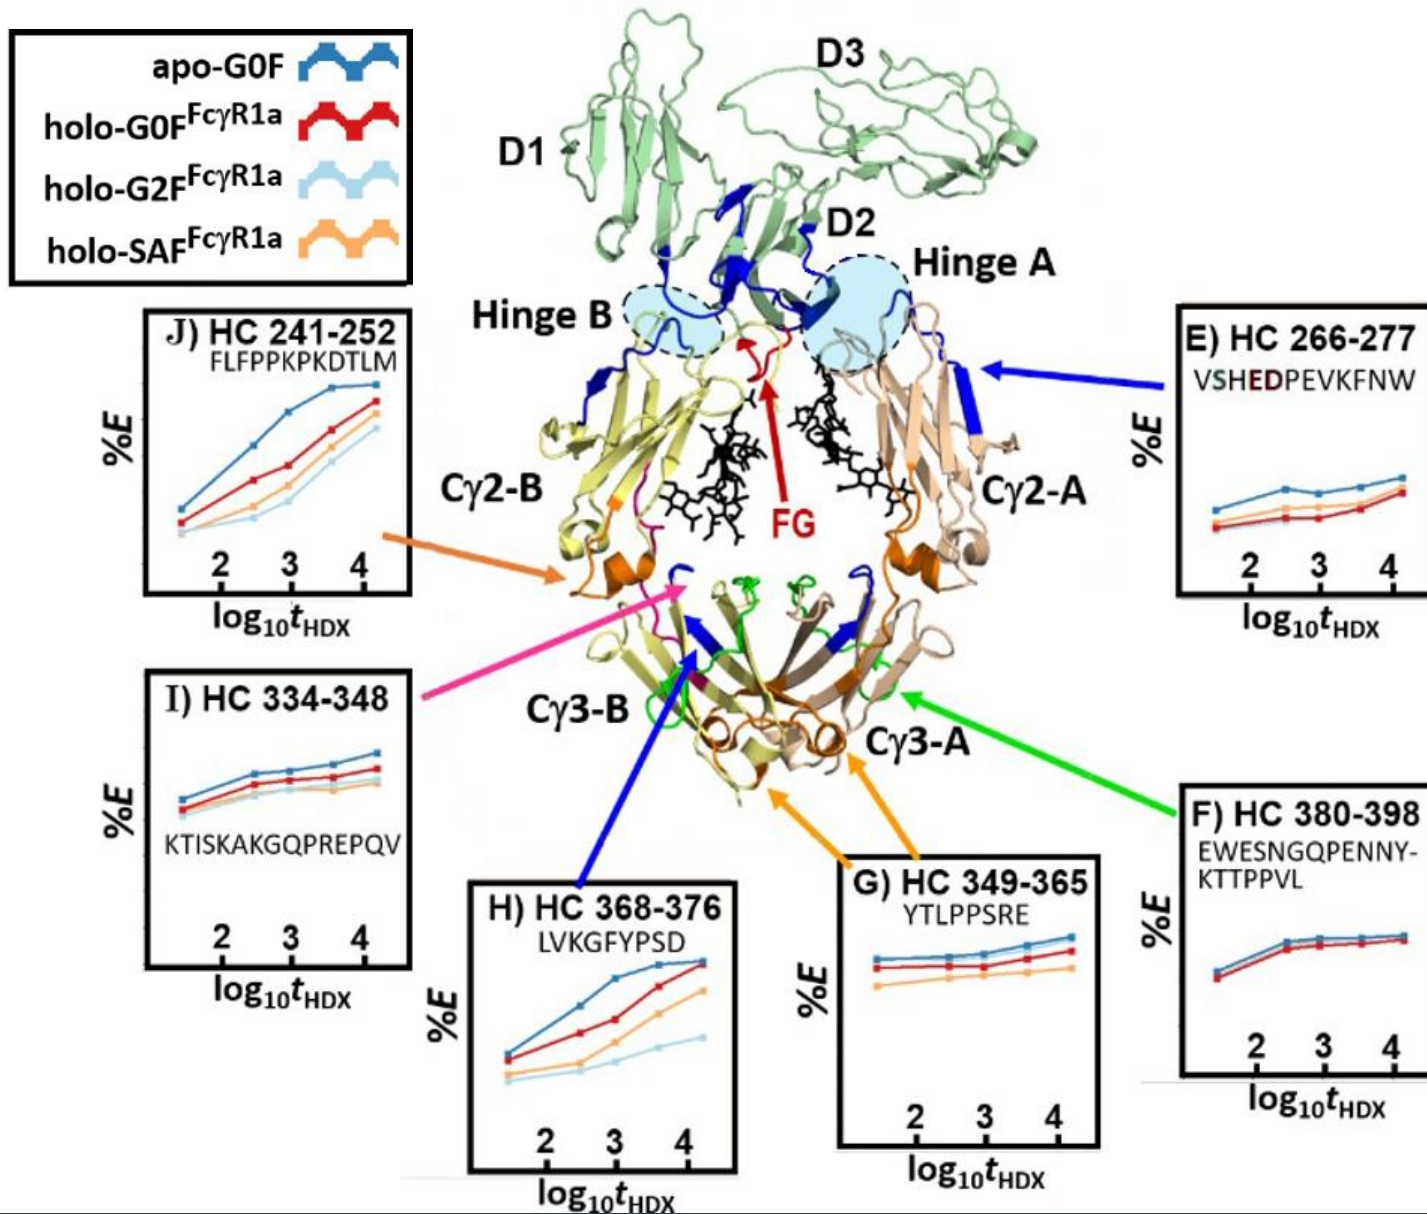 apo-G0F
holo-G0F^FcγR1a
holo-G2F^FcγR1a
holo-SAF^FcγR1a
D1
D3
D2
Hinge A
Hinge B
Cγ2-B
Cγ2-A
FG
Cγ3-B
Cγ3-A
J) HC 241-252
FLFPPKPKDTLM
%E
2 3 4
log₁₀tHDX
E) HC 266-277
VSHEDPEVKFNW
%E
2 3 4
log₁₀tHDX
I) HC 334-348
%E
KTISKAKGQPREPQV
2 3 4
log₁₀tHDX
H) HC 368-376
LVKGFYPSD
%E
2 3 4
log₁₀tHDX
G) HC 349-365
YTLPPSRE
%E
2 3 4
log₁₀tHDX
F) HC 380-398
EWESNGQPENNY-
KTTPPVL
%E
2 3 4
log₁₀tHDX